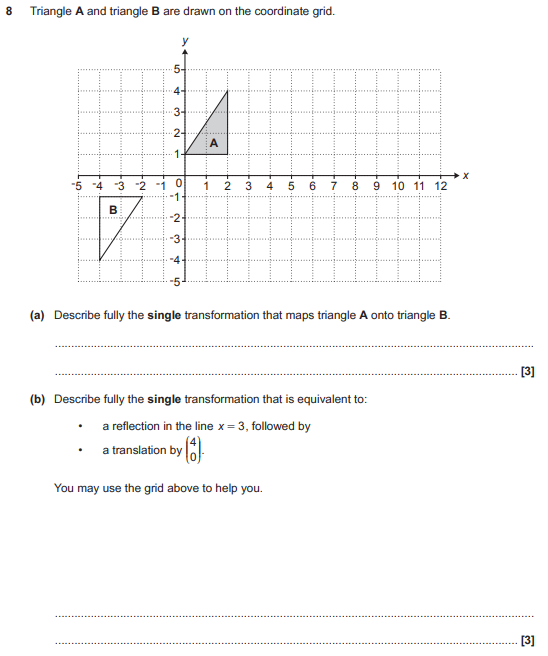 8 Triangle A and triangle B are drawn on the coordinate grid.
y
5
4
3
2
A
1
-5 -4 -3 -2 -1 0 1 2 3 4 5 6 7 8 9 10 11 12 x
-1
B
-2
-3
-4
-5
(a) Describe fully the single transformation that maps triangle A onto triangle B.
[3]
(b) Describe fully the single transformation that is equivalent to:
• a reflection in the line x = 3, followed by
• a translation by (4 0).
You may use the grid above to help you.
[3]